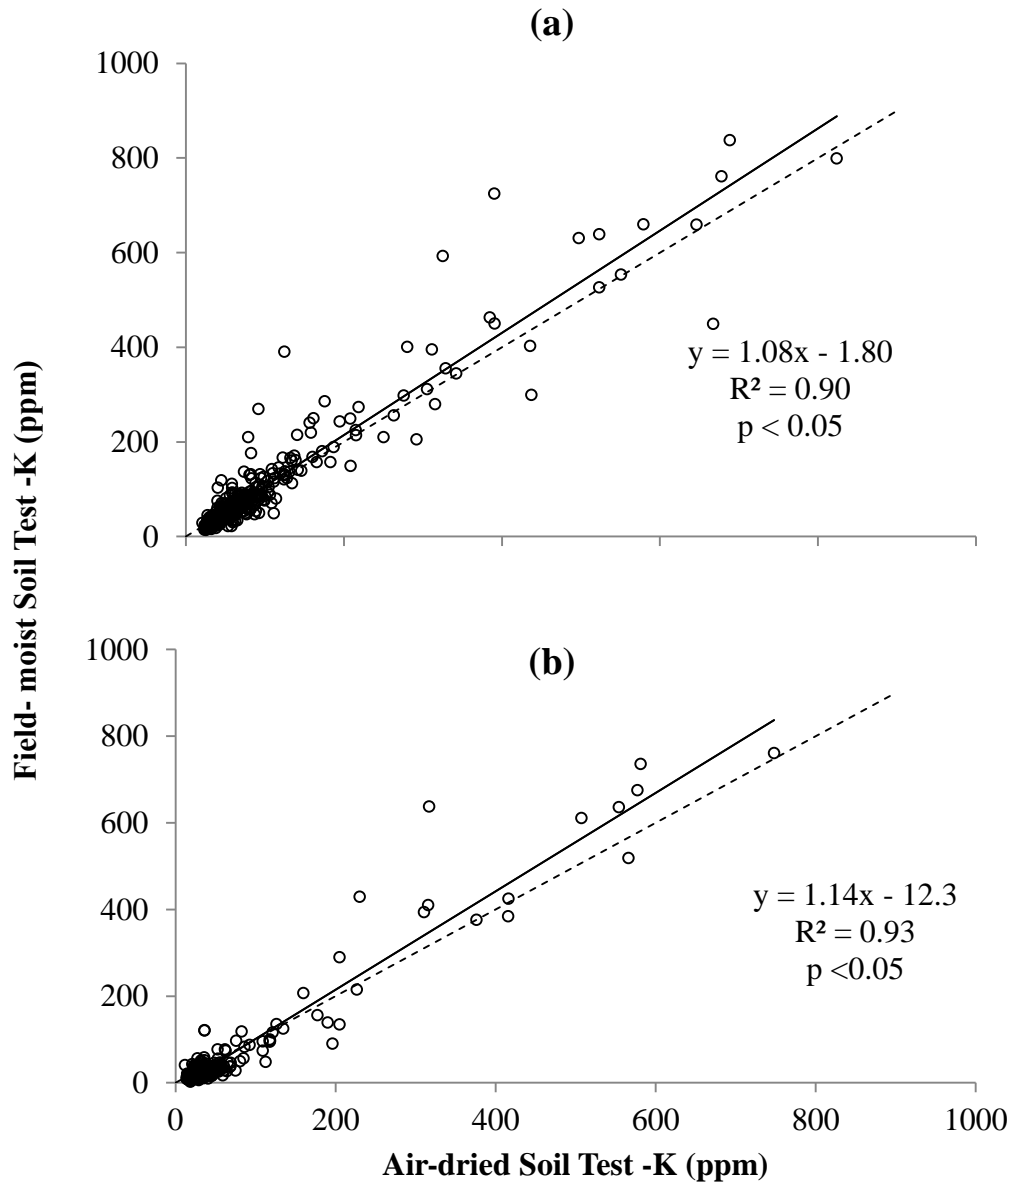 (a)
1000
800
600
400
200
0
y = 1.08x - 1.80
R² = 0.90
p < 0.05
Field- moist Soil Test -K (ppm)
(b)
1000
800
600
400
200
0
y = 1.14x - 12.3
R² = 0.93
p <0.05
0 200 400 600 800 1000
Air-dried Soil Test -K (ppm)